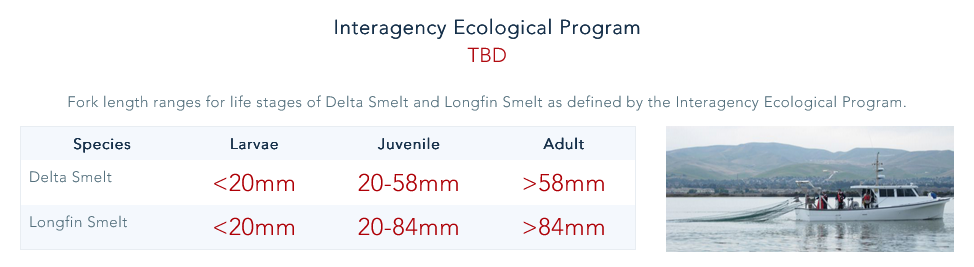 Interagency Ecological Program
TBD
Fork length ranges for life stages of Delta Smelt and Longfin Smelt as defined by the Interagency Ecological Program.
Species Larvae Juvenile Adult
Delta Smelt <20mm 20-58mm >58mm
Longfin Smelt <20mm 20-84mm >84mm